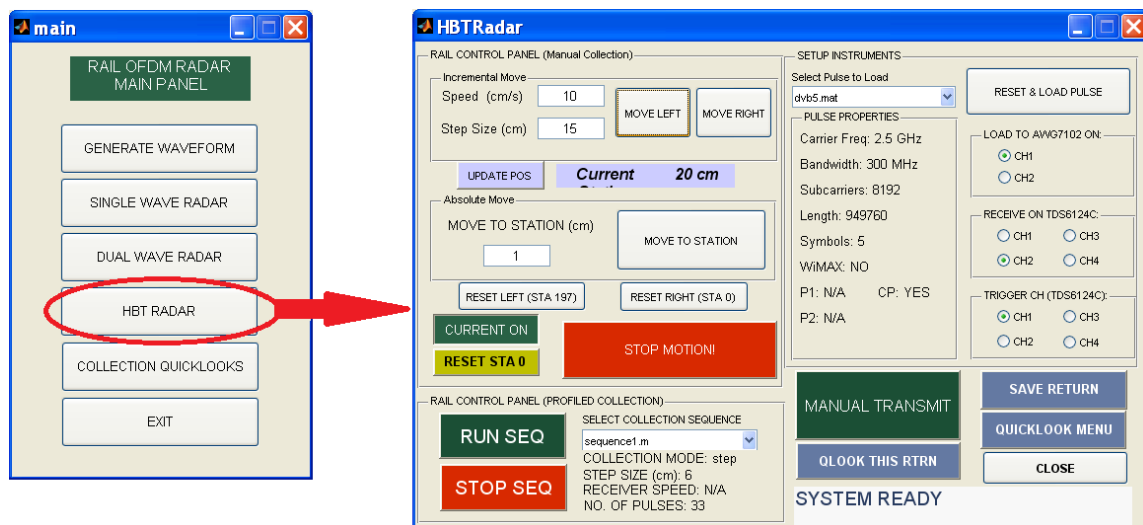 main
RAIL OFDM RADAR
MAIN PANEL
GENERATE WAVEFORM
SINGLE WAVE RADAR
DUAL WAVE RADAR
HBT RADAR
COLLECTION QUICKLOOKS
EXIT
HBTRadar
RAIL CONTROL PANEL (Manual Collection)
Incremental Move
Speed (cm/s) 10
Step Size (cm) 15
MOVE LEFT
MOVE RIGHT
UPDATE POS
Current 20 cm
Absolute Move
MOVE TO STATION (cm)
1
MOVE TO STATION
RESET LEFT (STA 197)
RESET RIGHT (STA 0)
CURRENT ON
RESET STA 0
STOP MOTION!
RAIL CONTROL PANEL (PROFILED COLLECTION)
RUN SEQ
STOP SEQ
SELECT COLLECTION SEQUENCE
sequence1.m
COLLECTION MODE: step
STEP SIZE (cm): 6
RECEIVER SPEED: N/A
NO. OF PULSES: 33
SETUP INSTRUMENTS
Select Pulse to Load
dvb5.mat
RESET & LOAD PULSE
PULSE PROPERTIES
Carrier Freq: 2.5 GHz
Bandwidth: 300 MHz
Subcarriers: 8192
Length: 949760
Symbols: 5
WiMAX: NO
P1: N/A CP: YES
P2: N/A
LOAD TO AWG7102 ON:
CH1
CH2
RECEIVE ON TDS6124C:
CH1 CH3
CH2 CH4
TRIGGER CH (TDS6124C):
CH1 CH3
CH2 CH4
MANUAL TRANSMIT
SAVE RETURN
QUICKLOOK MENU
QLOOK THIS RTRN
CLOSE
SYSTEM READY